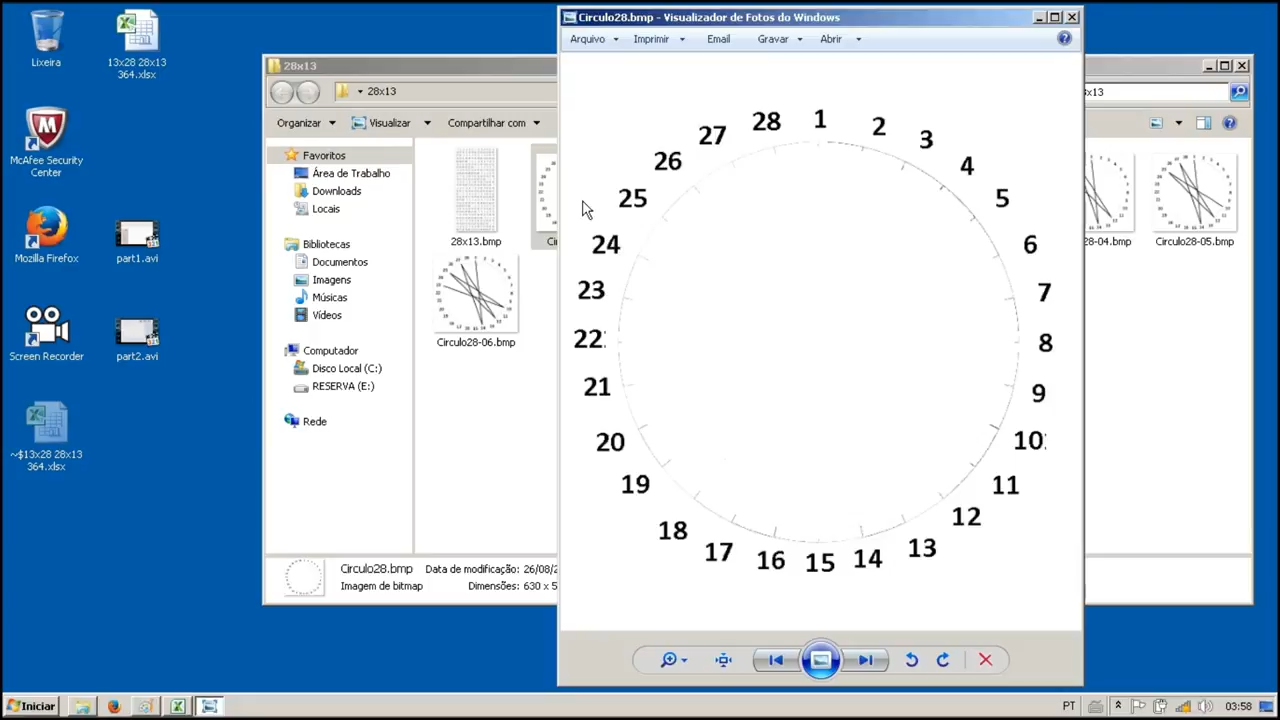 Lixeira
13x28 28x13
364.xlsx
McAfee Security
Center
Mozilla Firefox
part1.avi
Screen Recorder
part2.avi
~$13x28 28x13
364.xlsx
28x13
28x13
Organizar
Visualizar
Compartilhar com
Favoritos
Área de Trabalho
Downloads
Locais
Bibliotecas
Documentos
Imagens
Músicas
Vídeos
Computador
Disco Local (C:)
RESERVA (E:)
Rede
28x13.bmp
Circulo28-05.bmp
Circulo28-06.bmp
Circulo28.bmp
Data de modificação: 26/08/
Imagem de bitmap
Dimensões: 630 x 5
Circulo28.bmp - Visualizador de Fotos do Windows
Arquivo
Imprimir
Email
Gravar
Abrir
1
2
3
4
5
6
7
8
9
10
11
12
13
14
15
16
17
18
19
20
21
22
23
24
25
26
27
28
Iniciar
PT
03:58